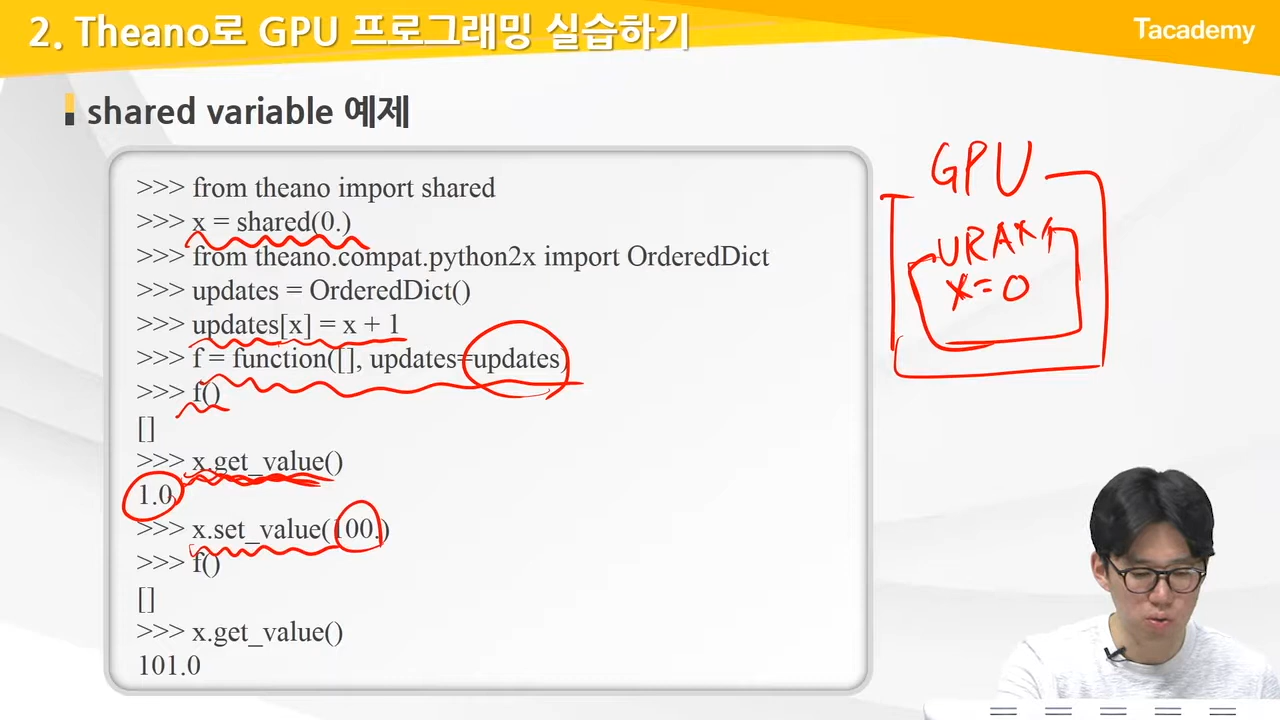 2. Theano로 GPU 프로그래밍 실습하기
Tacademy
shared variable 예제
>>> from theano import shared
>>> x = shared(0.)
>>> from theano.compat.python2x import OrderedDict
>>> updates = OrderedDict()
>>> updates[x] = x + 1
>>> f = function([], updates=updates)
>>> f()
[]
>>> x.get_value()
1.0
>>> x.set_value(100.)
>>> f()
[]
>>> x.get_value()
101.0
GPU
x=0